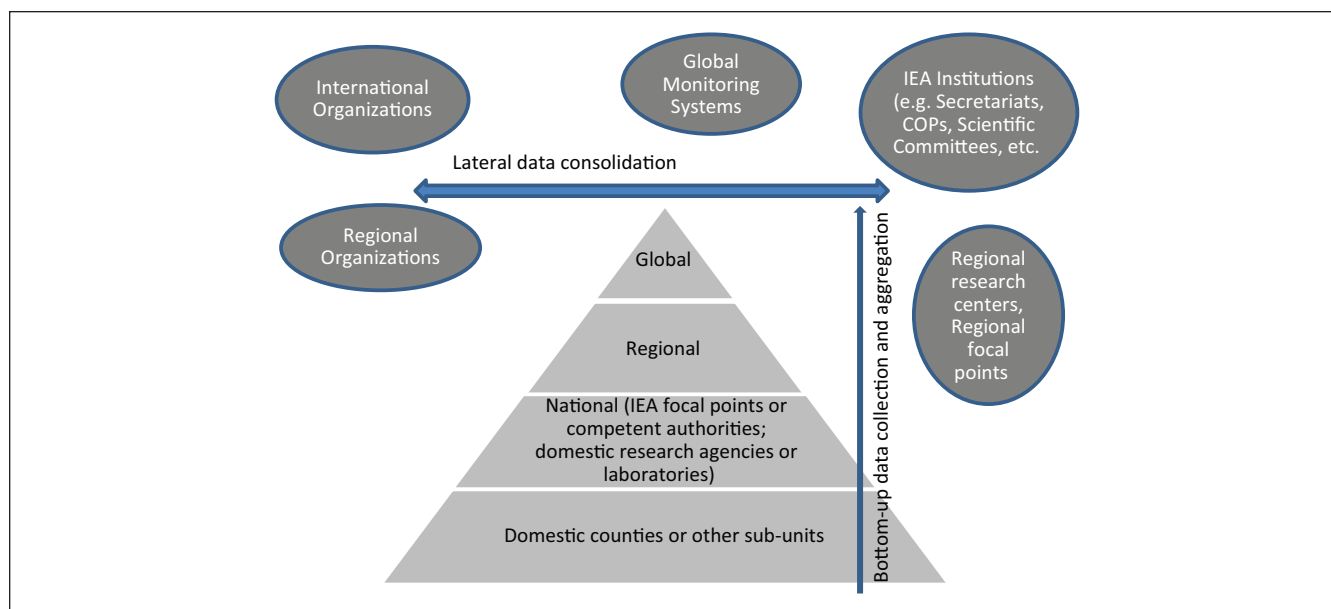 International
Organizations
Global
Monitoring
Systems
IEA Institutions
(e.g. Secretariats,
COPs, Scientific
Committees, etc.
Lateral data consolidation
Regional
Organizations
Global
Regional
research
centers,
Regional
focal
points
Regional
National (IEA focal points or
competent authorities;
domestic research agencies or
laboratories)
Domestic counties or other sub-units
Bottom-up data collection and aggregation